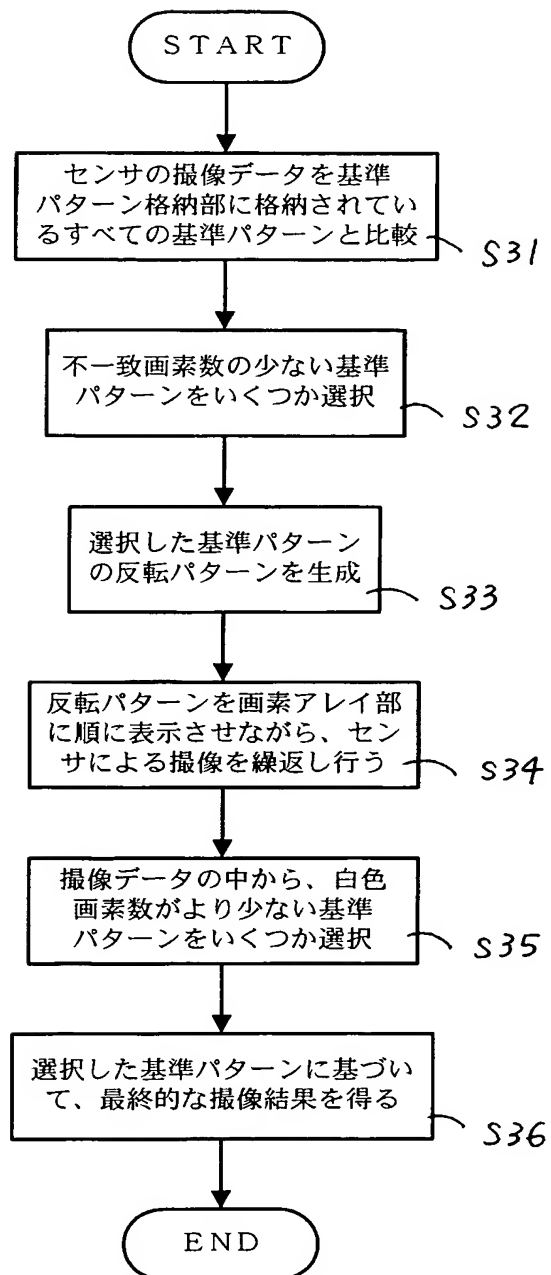 START
センサの撮像データを基準
パターン格納部に格納されてい
るすべての基準パターンと比較
S31
不一致画素数の少ない基準
パターンをいくつか選択
S32
選択した基準パターン
の反転パターンを生成
S33
反転パターンを画素アレイ部
に順に表示させながら、セン
サによる撮像を繰返し行う
S34
撮像データの中から、白色
画素数がより少ない基準
パターンをいくつか選択
S35
選択した基準パターンに基づい
て、最終的な撮像結果を得る
S36
END